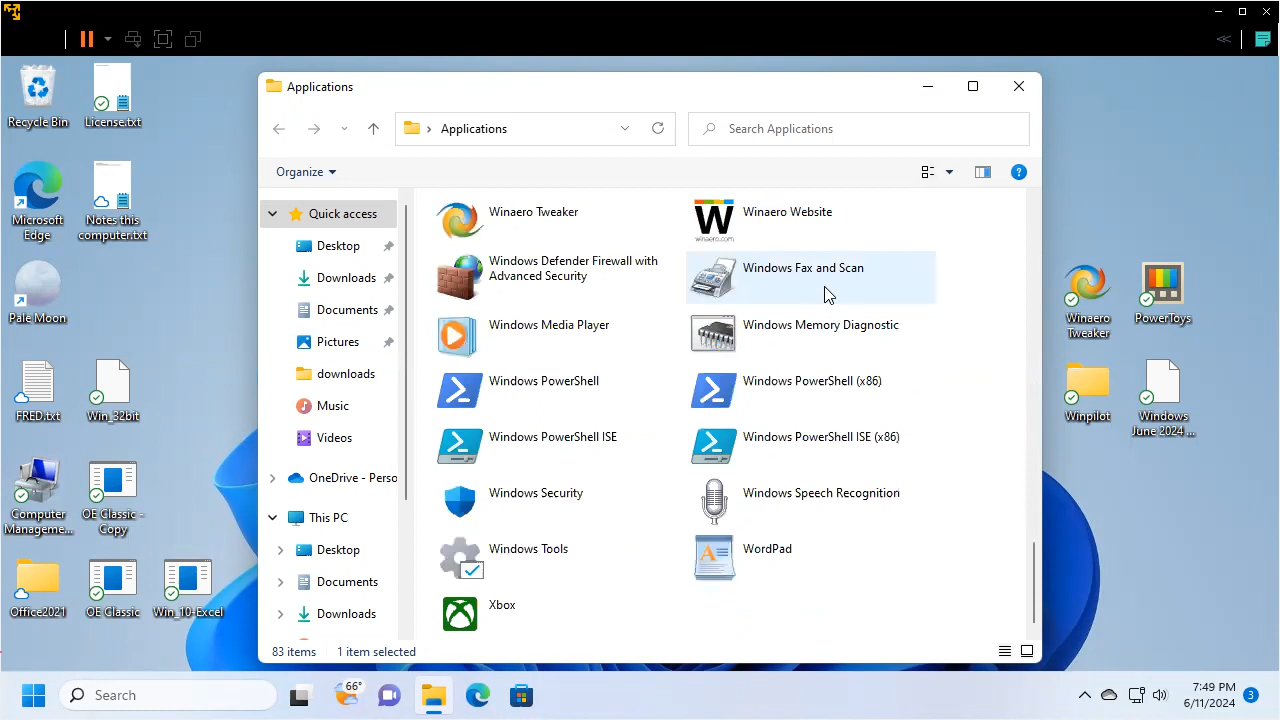 Recycle Bin
License.txt
Microsoft
Edge
Notes this
computer.txt
Pale Moon
FRED.txt
Win_32bit
Computer
Manageme...
OE Classic -
Copy
Office2021
OE Classic
Win_10-Excel
Applications
Applications
Search Applications
Organize
Quick access
Desktop
Downloads
Documents
Pictures
downloads
Music
Videos
OneDrive - Perso
This PC
Desktop
Documents
Downloads
Winaero Tweaker
W
winaero.com
Winaero Website
Windows Defender Firewall with
Advanced Security
Windows Fax and Scan
Windows Media Player
Windows Memory Diagnostic
Windows PowerShell
Windows PowerShell (x86)
Windows PowerShell ISE
Windows PowerShell ISE (x86)
Windows Security
Windows Speech Recognition
Windows Tools
WordPad
Xbox
83 items
1 item selected
Winaero
Tweaker
PowerToys
Winpilot
Windows
June 2024 ...
Search
66°
7:49 PM
6/11/2024
3